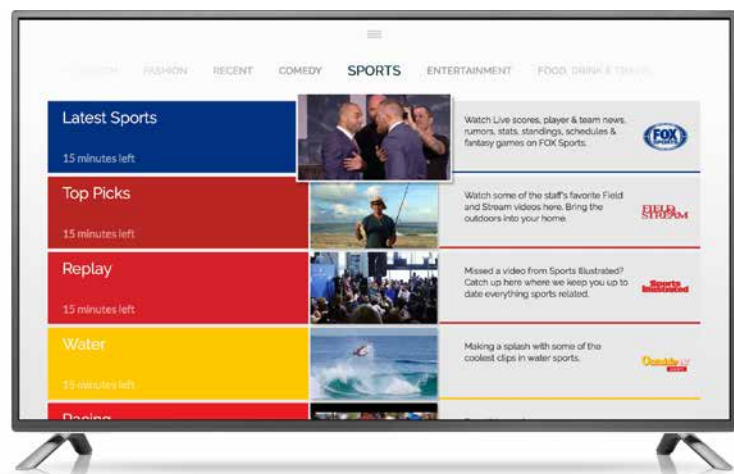 FASHION RECENT COMEDY SPORTS ENTERTAINMENT FOOD, DRINK &
Latest Sports
15 minutes left
Watch Live scores, player & team news,
rumors, stats, standings, schedules &
fantasy games on FOX Sports.
FOX
SPORTS
Top Picks
15 minutes left
Watch some of the staff's favorite Field
and Stream videos here. Bring the
outdoors into your home.
FIELD
STREAM
Replay
15 minutes left
Missed a video from Sports Illustrated?
Catch up here where we keep you up to
date everything sports related.
Sports
Illustrated
Water
15 minutes left
Making a splash with some of the
coolest clips in water sports.
Outside
Racing